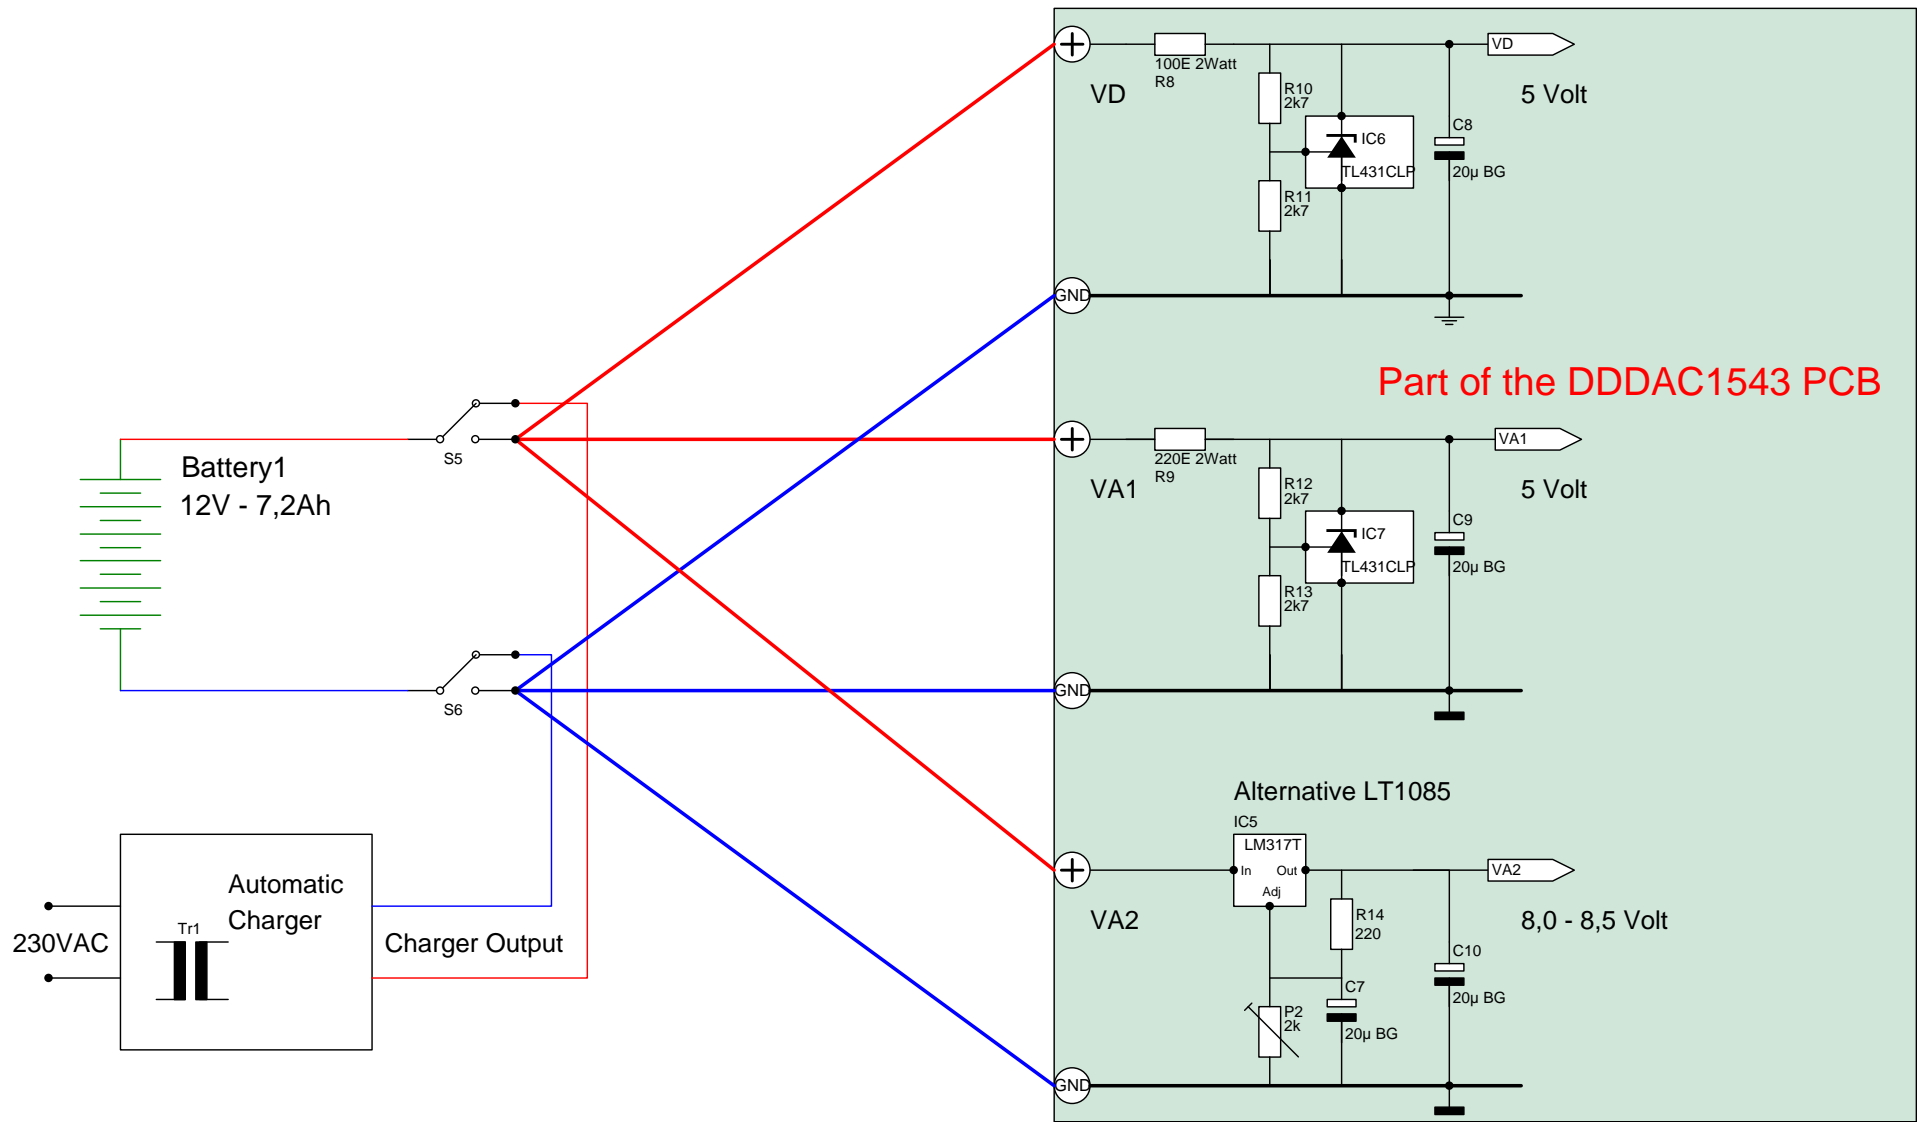 VD
100E 2Watt
R8
VD
5 Volt
R10
2k7
IC6
TL431CLP
C8
20µ BG
R11
2k7
GND
Part of the DDDAC1543 PCB
S5
Battery1
12V - 7,2Ah
VA1
220E 2Watt
R9
VA1
5 Volt
R12
2k7
IC7
TL431CLP
C9
20µ BG
R13
2k7
GND
S6
Alternative LT1085
IC5
LM317T
In
Out
Adj
VA2
VA2
8,0 - 8,5 Volt
R14
220
C10
20µ BG
C7
20µ BG
P2
2k
GND
Automatic
Charger
Tr1
230VAC
Charger Output